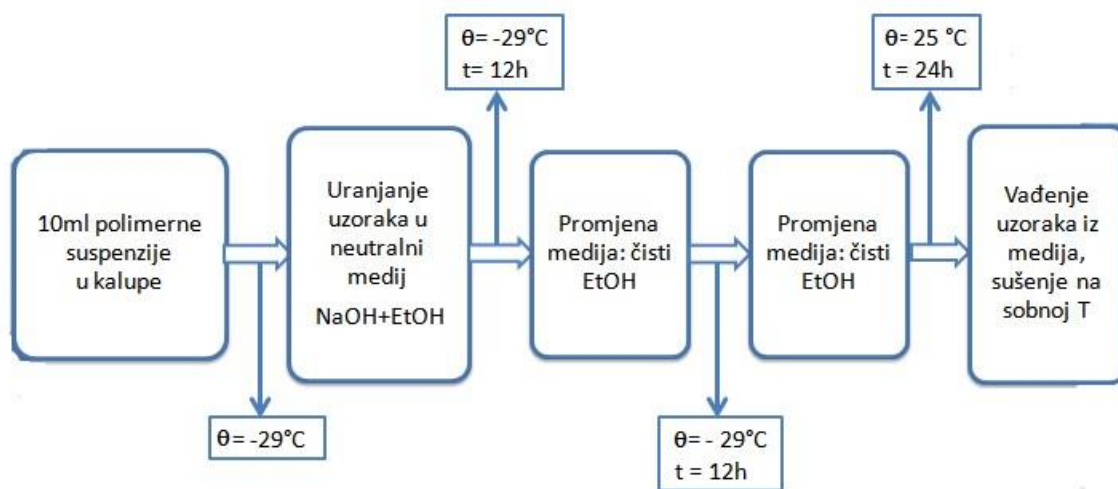 θ= -29°C
t= 12h
θ= 25 °C
t = 24h
10ml polimerne
suspenzije
u kalupe
Uranjanje
uzoraka u
neutralni
medij
NaOH+EtOH
Promjena
medija: čisti
EtOH
Promjena
medija: čisti
EtOH
Vađenje
uzoraka iz
medija,
sušenje na
sobnoj T
θ= -29°C
θ= - 29°C
t = 12h